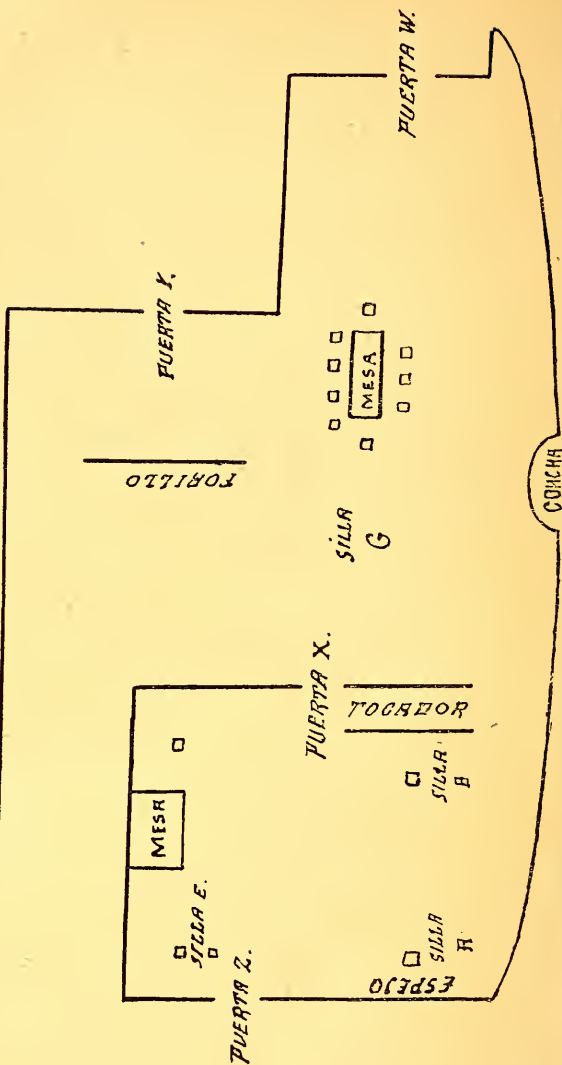 PUERTA W.
PUERTA Y.
FORILLO
MESA
SILLA
G
CONCHA
PUERTA X.
TOCADOR
MESA
SILLA E.
SILLA
B
SILLA
A
ESPEJO
PUERTA Z.